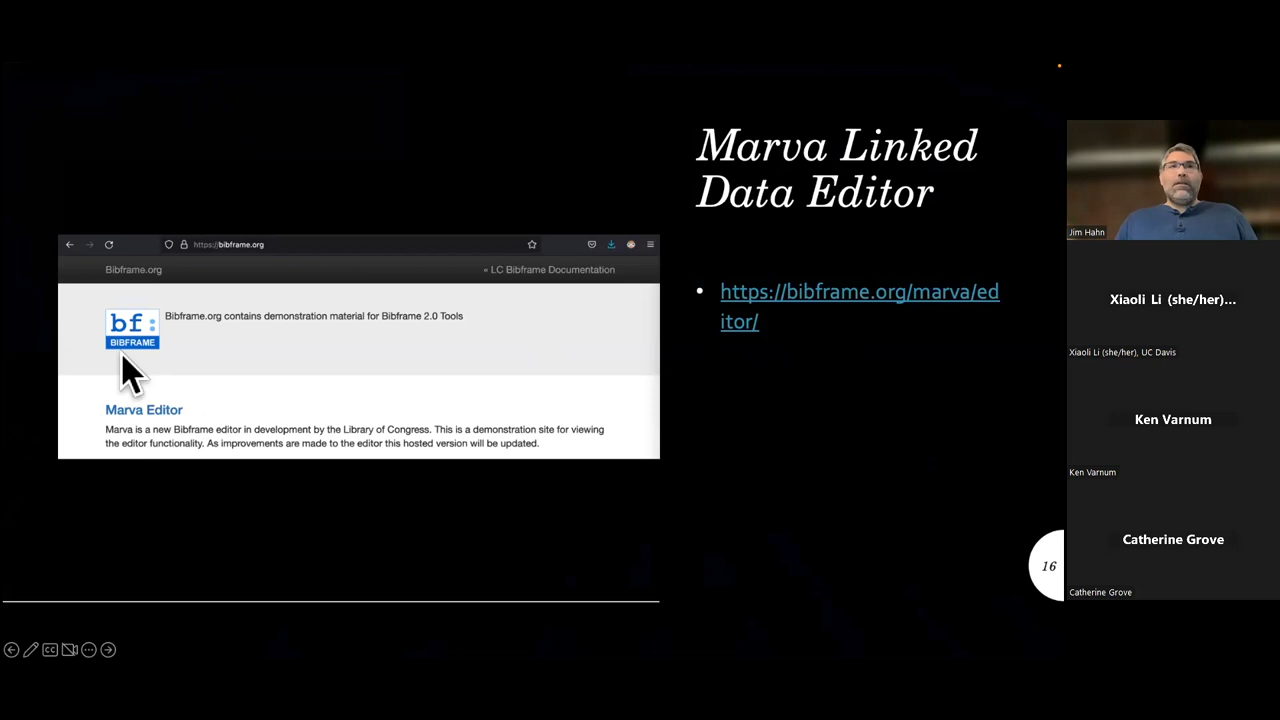 Marva Linked
Data Editor
https://bibframe.org
Bibframe.org
« LC Bibframe Documentation
bf:
BIBFRAME
Bibframe.org contains demonstration material for Bibframe 2.0 Tools
Marva Editor
Marva is a new Bibframe editor in development by the Library of Congress. This is a demonstration site for viewing
the editor functionality. As improvements are made to the editor this hosted version will be updated.
• https://bibframe.org/marva/ed
itor/
16
CC
Jim Hahn
Xiaoli Li (she/her)...
Xiaoli Li (she/her), UC Davis
Ken Varnum
Ken Varnum
Catherine Grove
Catherine Grove